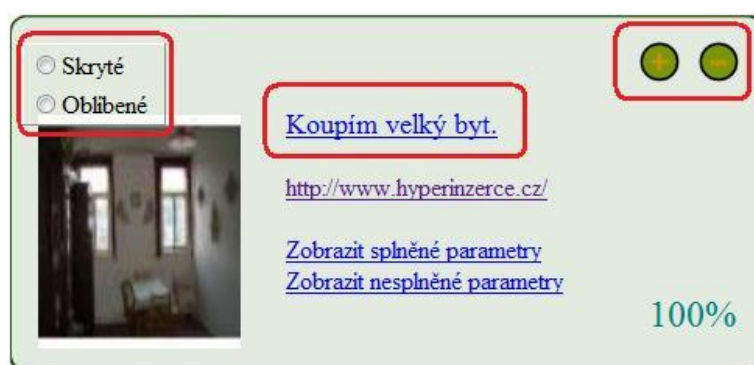 Skryté
Oblíbené
+ −
Koupím velký byt.
http://www.hyperinzerce.cz/
Zobrazit splněné parametry
Zobrazit nesplněné parametry
100%